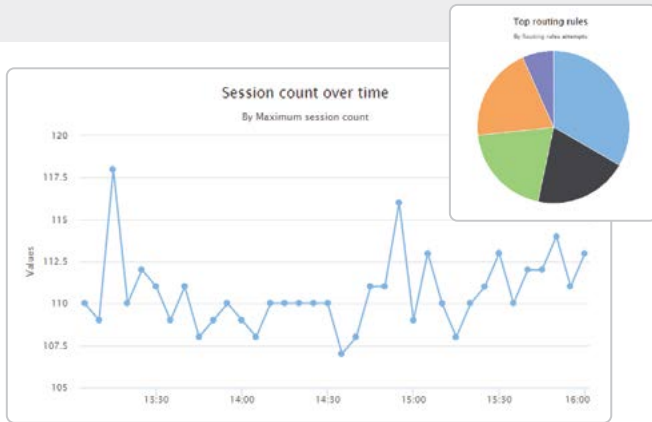 Top routing rules
By Routing rules attempts
Session count over time
By Maximum session count
120
117.5
115
112.5
110
107.5
105
Values
13:30
14:00
14:30
15:00
15:30
16:00